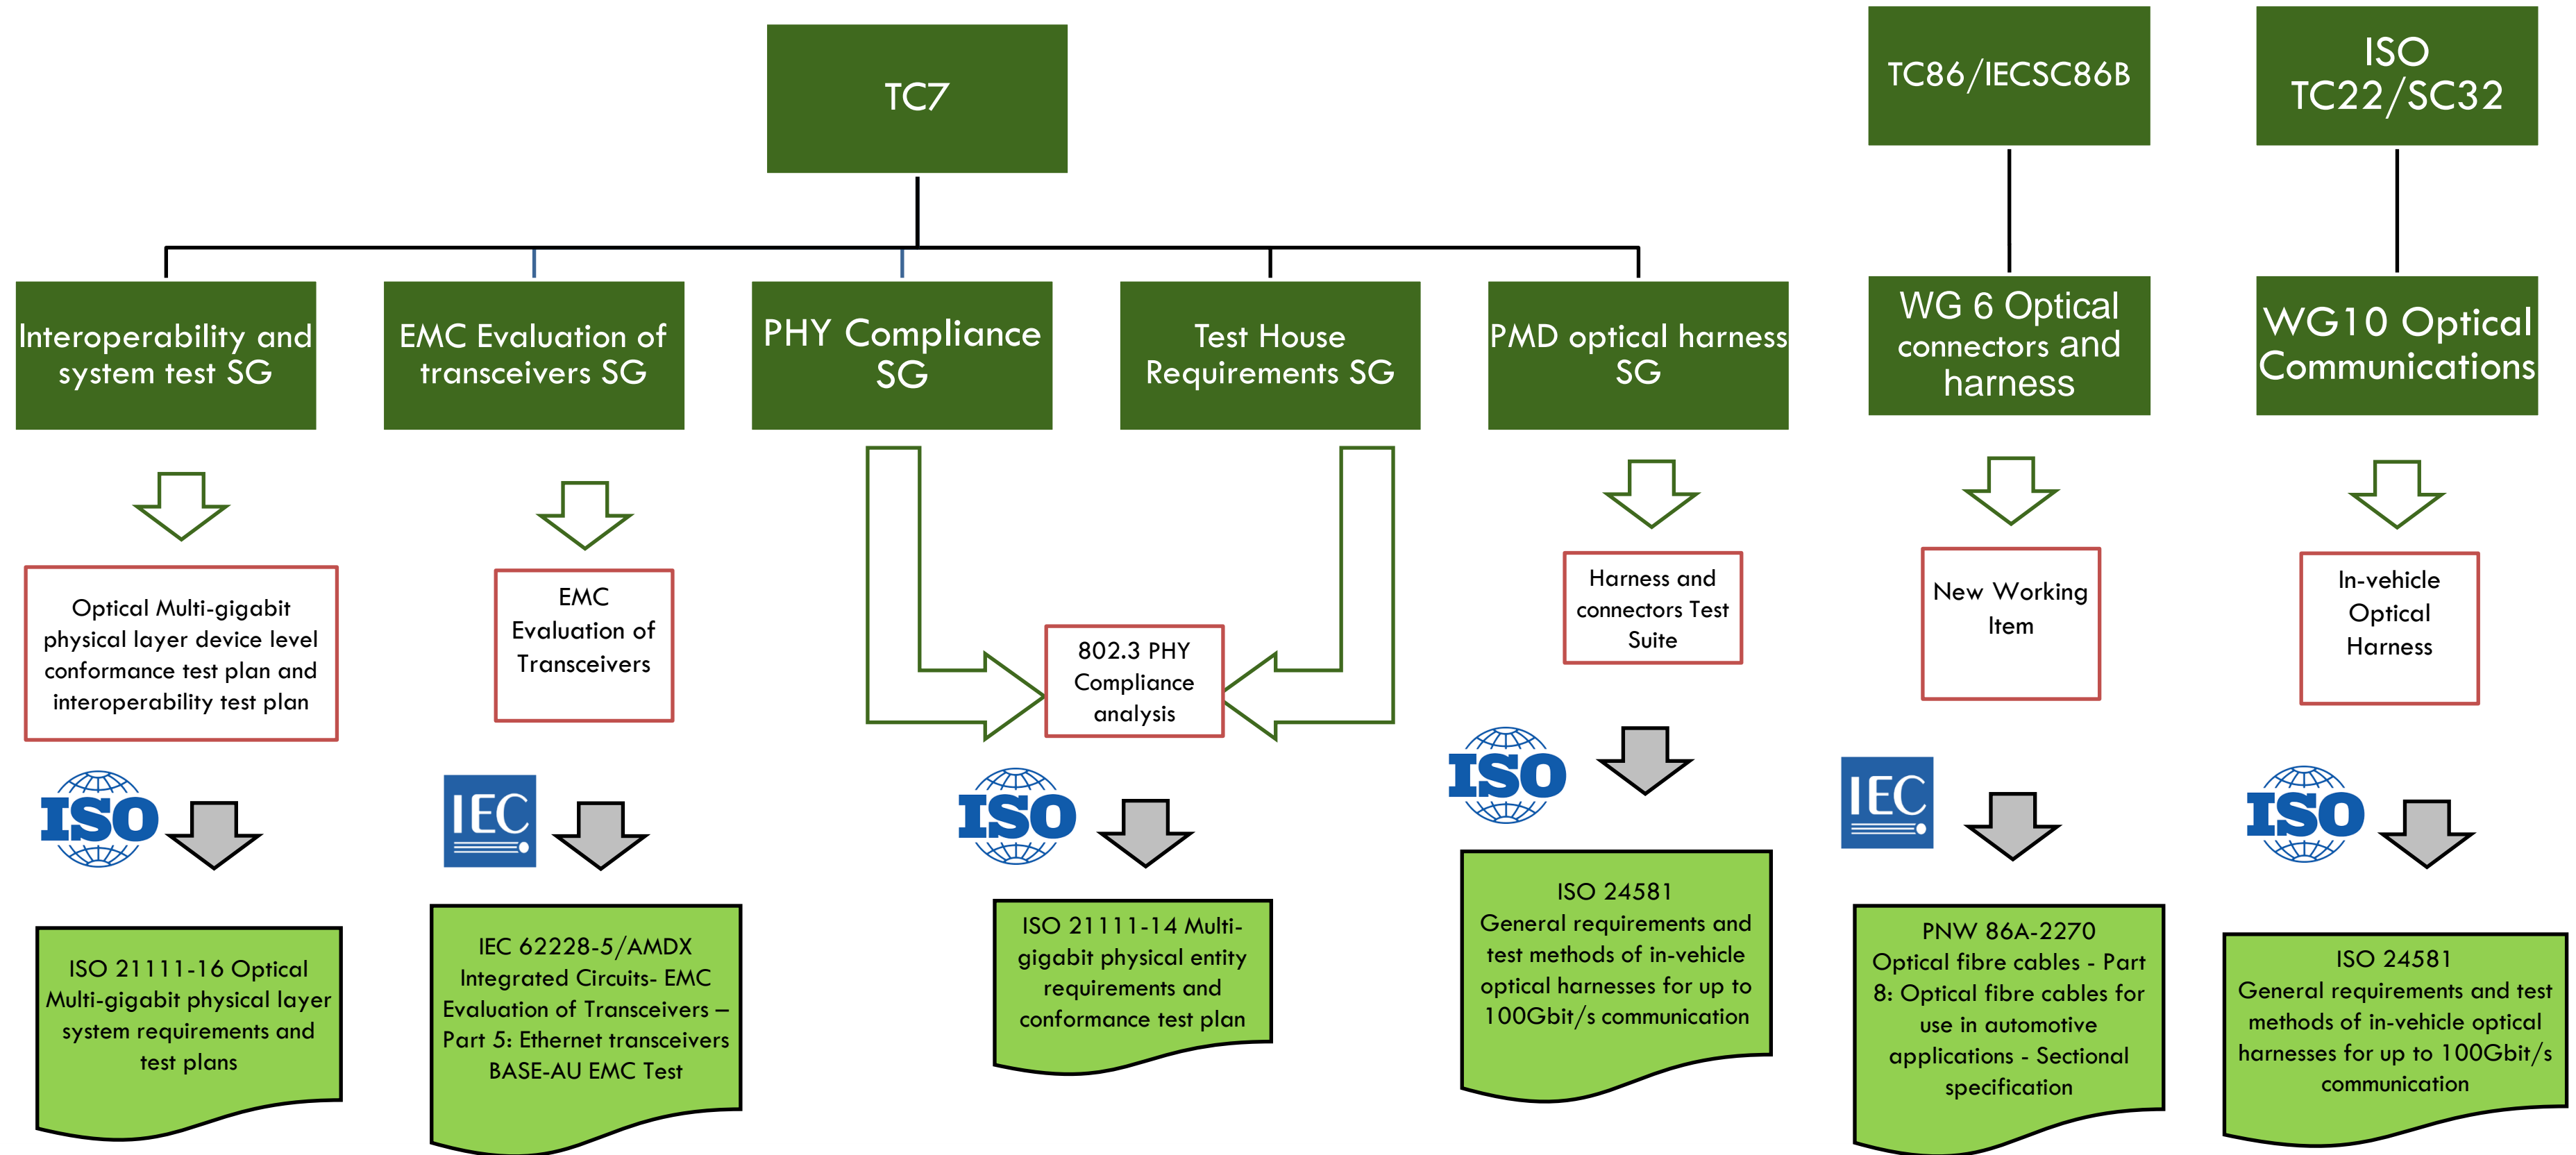 TC7
TC86/IECSC86B
ISO
TC22/SC32
Interoperability and
system test SG
EMC Evaluation of
transceivers SG
PHY Compliance
SG
Test House
Requirements SG
PMD optical harness
SG
WG 6 Optical
connectors and
harness
WG10 Optical
Communications
Optical Multi-gigabit
physical layer device level
conformance test plan and
interoperability test plan
EMC
Evaluation of
Transceivers
802.3 PHY
Compliance
analysis
Harness and
connectors Test
Suite
New Working
Item
In-vehicle
Optical
Harness
ISO
IEC
ISO
ISO
IEC
ISO
ISO 21111-16 Optical
Multi-gigabit physical layer
system requirements and
test plans
IEC 62228-5/AMDX
Integrated Circuits- EMC
Evaluation of Transceivers –
Part 5: Ethernet transceivers
BASE-AU EMC Test
ISO 21111-14 Multi-
gigabit physical entity
requirements and
conformance test plan
ISO 24581
General requirements and
test methods of in-vehicle
optical harnesses for up to
100Gbit/s communication
PNW 86A-2270
Optical fibre cables - Part
8: Optical fibre cables for
use in automotive
applications - Sectional
specification
ISO 24581
General requirements and test
methods of in-vehicle optical
harnesses for up to 100Gbit/s
communication